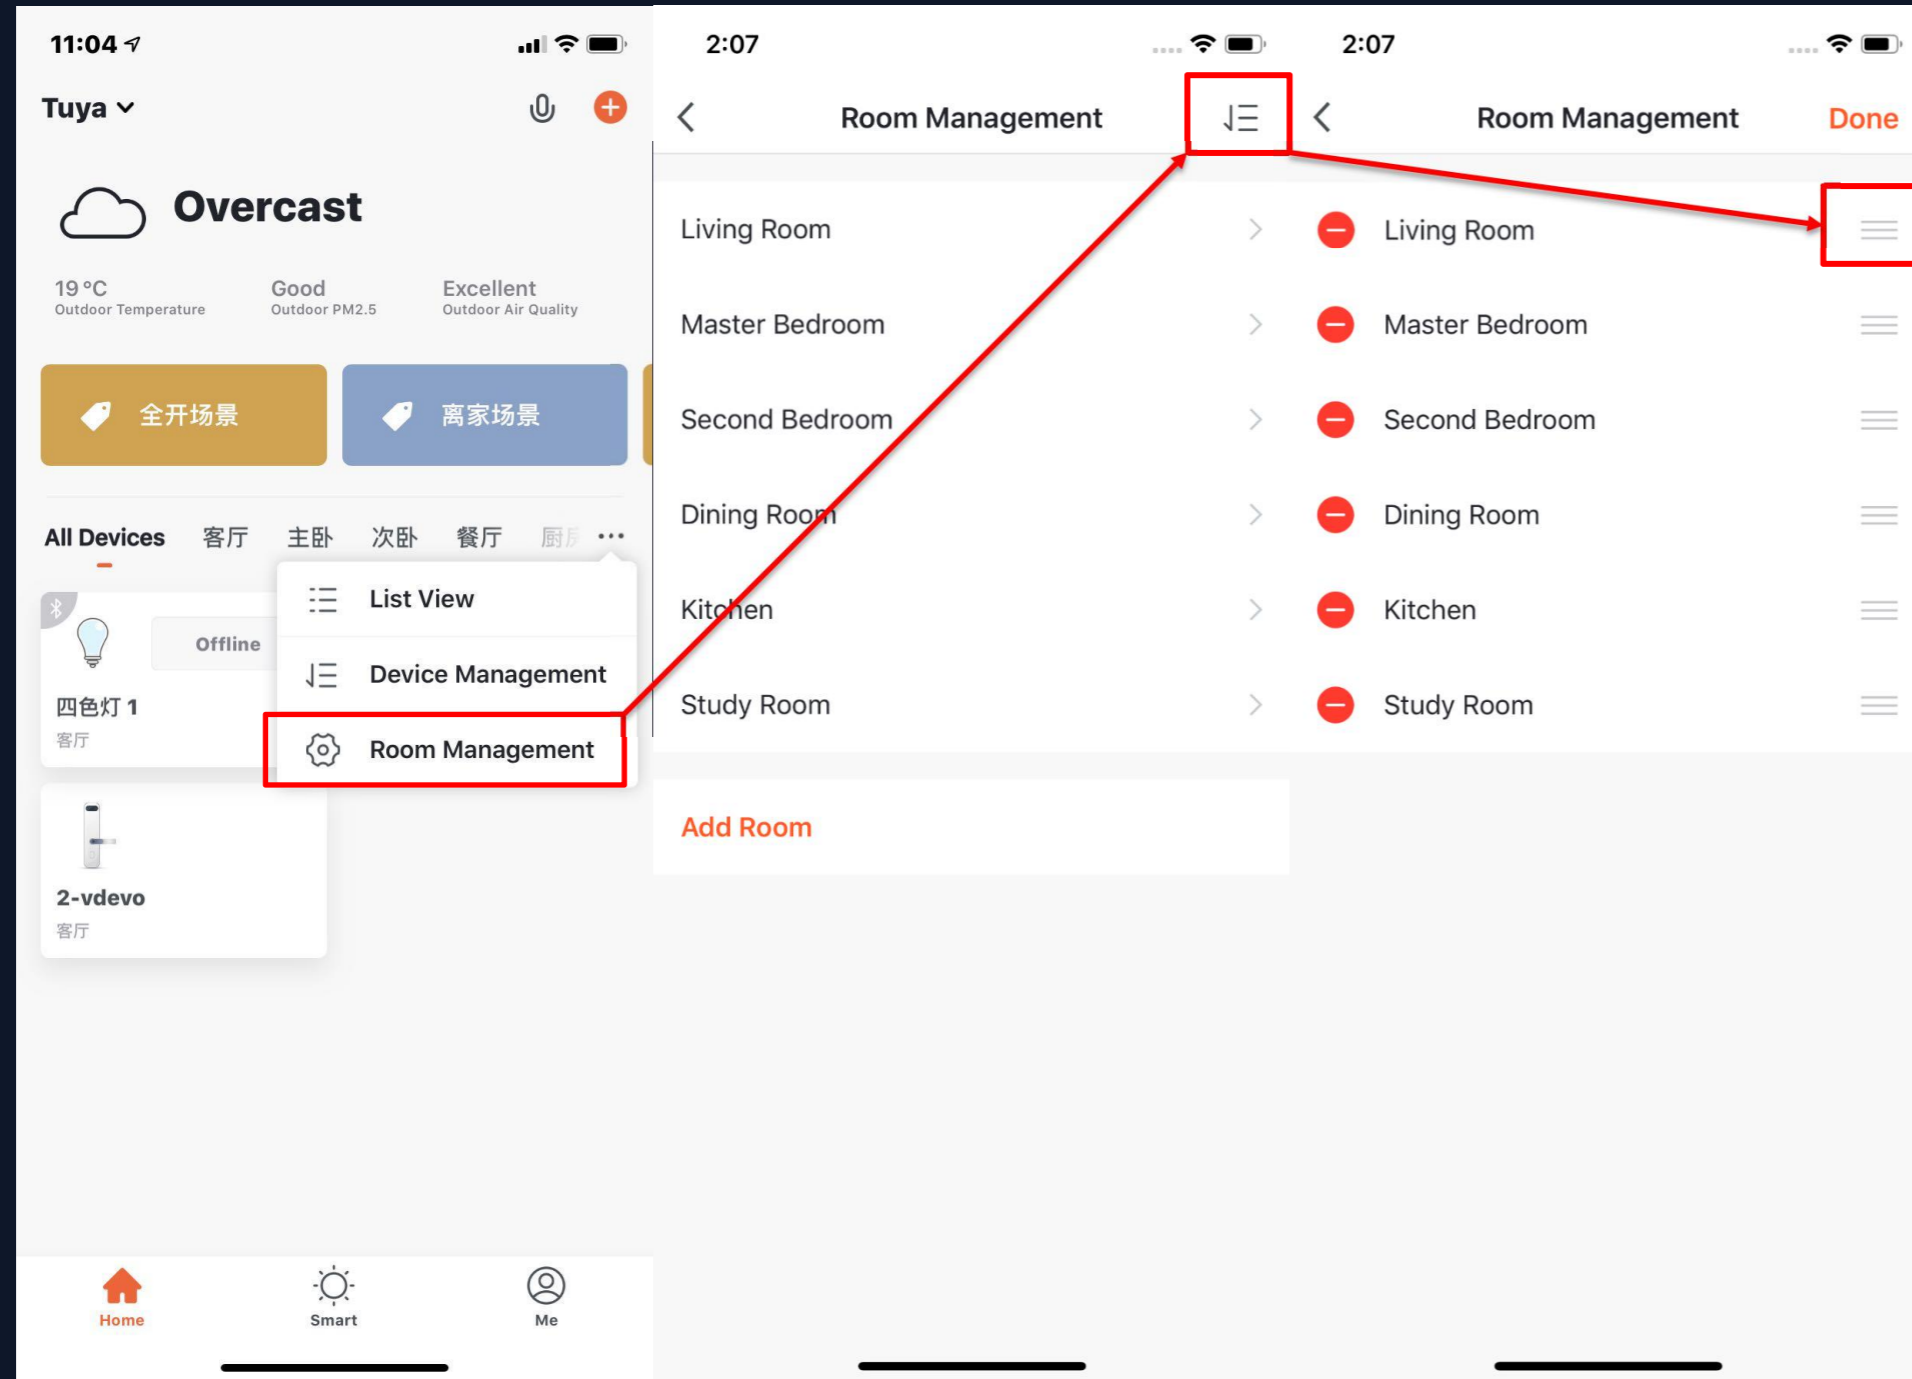 11:04
Tuya
Overcast
19 °C
Outdoor Temperature
Good
Outdoor PM2.5
Excellent
Outdoor Air Quality
全开场景
离家场景
All Devices 客厅 主卧 次卧 餐厅 厨房 ...
List View
Device Management
Room Management
Offline
四色灯 1
客厅
2-vdevo
客厅
Home
Smart
Me
2:07
Room Management
Living Room
Master Bedroom
Second Bedroom
Dining Room
Kitchen
Study Room
Add Room
2:07
Room Management Done
Living Room
Master Bedroom
Second Bedroom
Dining Room
Kitchen
Study Room